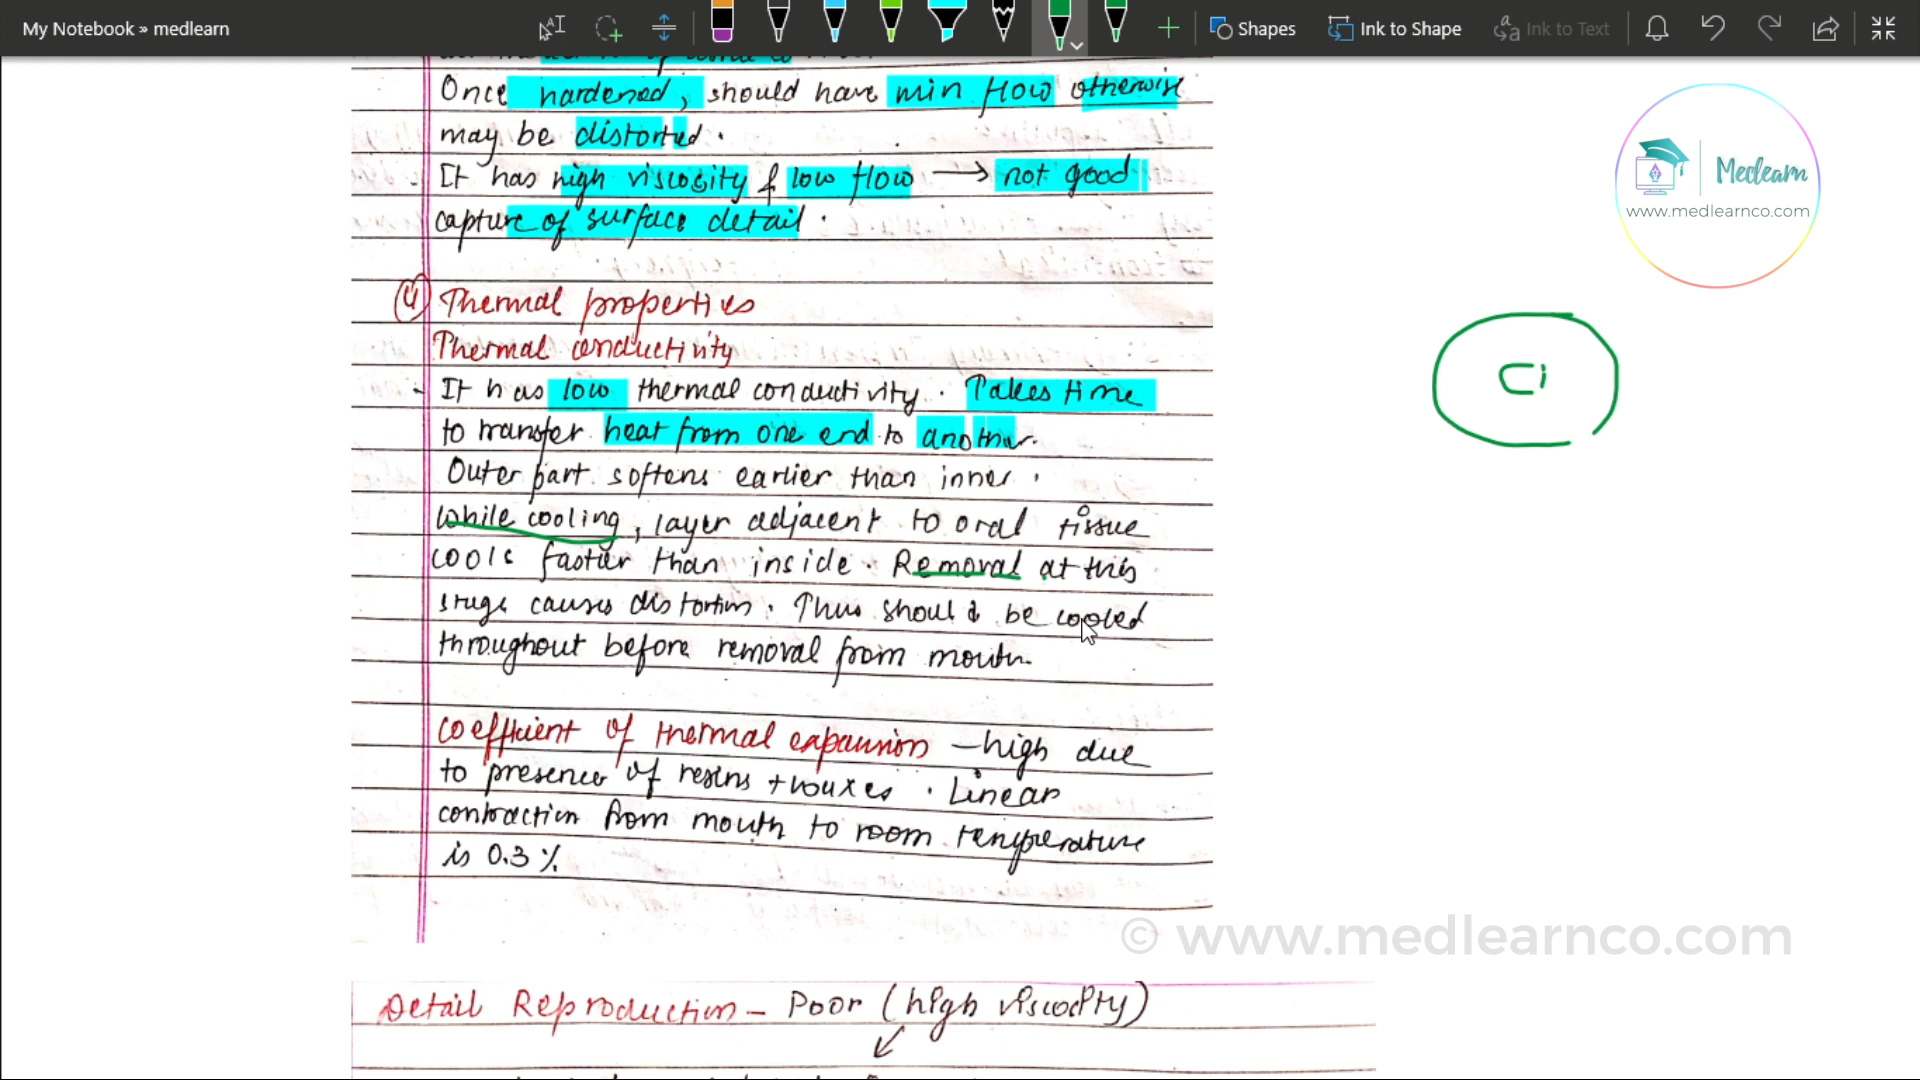 My Notebook » medlearn
Shapes
Ink to Shape
Ink to Text
Once hardened, should have min flow otherwise
may be distorted.
It has high viscosity & low flow → not good
capture of surface detail.
Medlearn
www.medlearnco.com
④ Thermal properties
Thermal conductivity
- It has low thermal conductivity. Takes time
to transfer heat from one end to another.
Outer part softens earlier than inner.
While cooling, layer adjacent to oral tissue
cools faster than inside. Removal at this
stage causes distortion. Thus should be cooled
throughout before removal from mouth.
coefficient of thermal expansion - high due
to presence of resins + waxes. Linear
contraction from mouth to room temperature
is 0.3%
© www.medlearnco.com
Detail Reproduction - Poor (high viscosity)